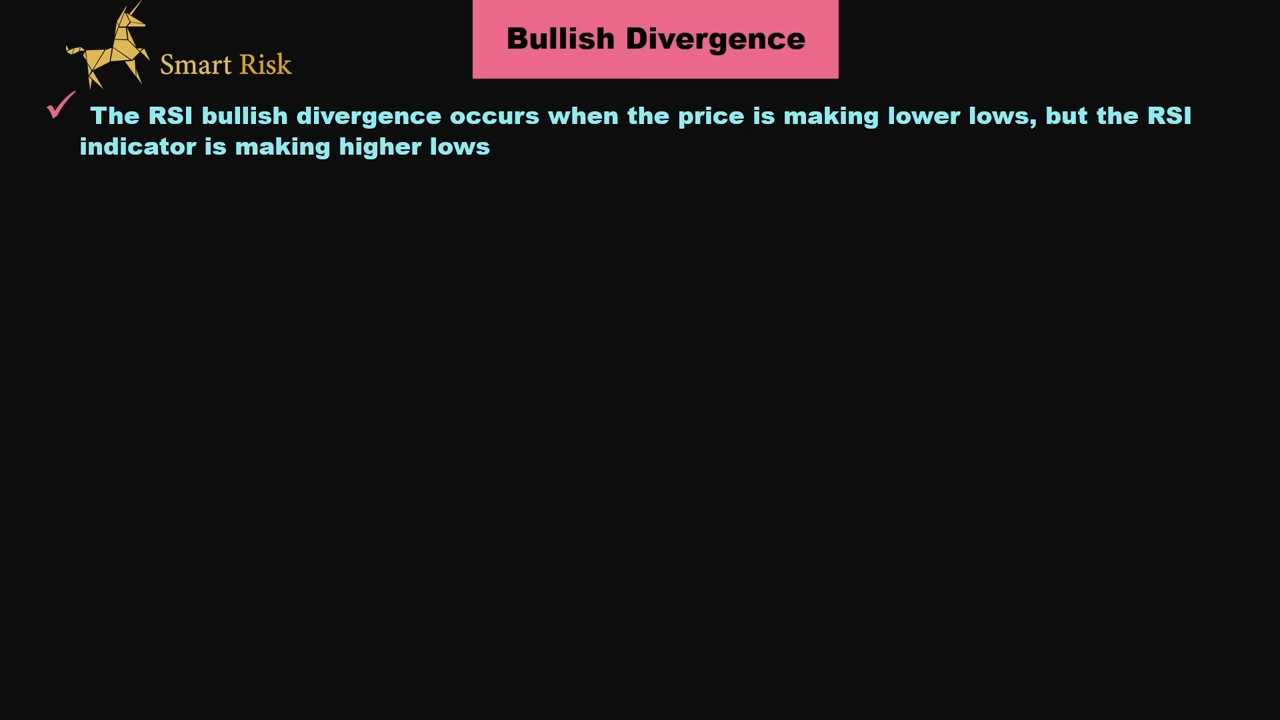 Smart Risk
Bullish Divergence
The RSI bullish divergence occurs when the price is making lower lows, but the RSI
indicator is making higher lows